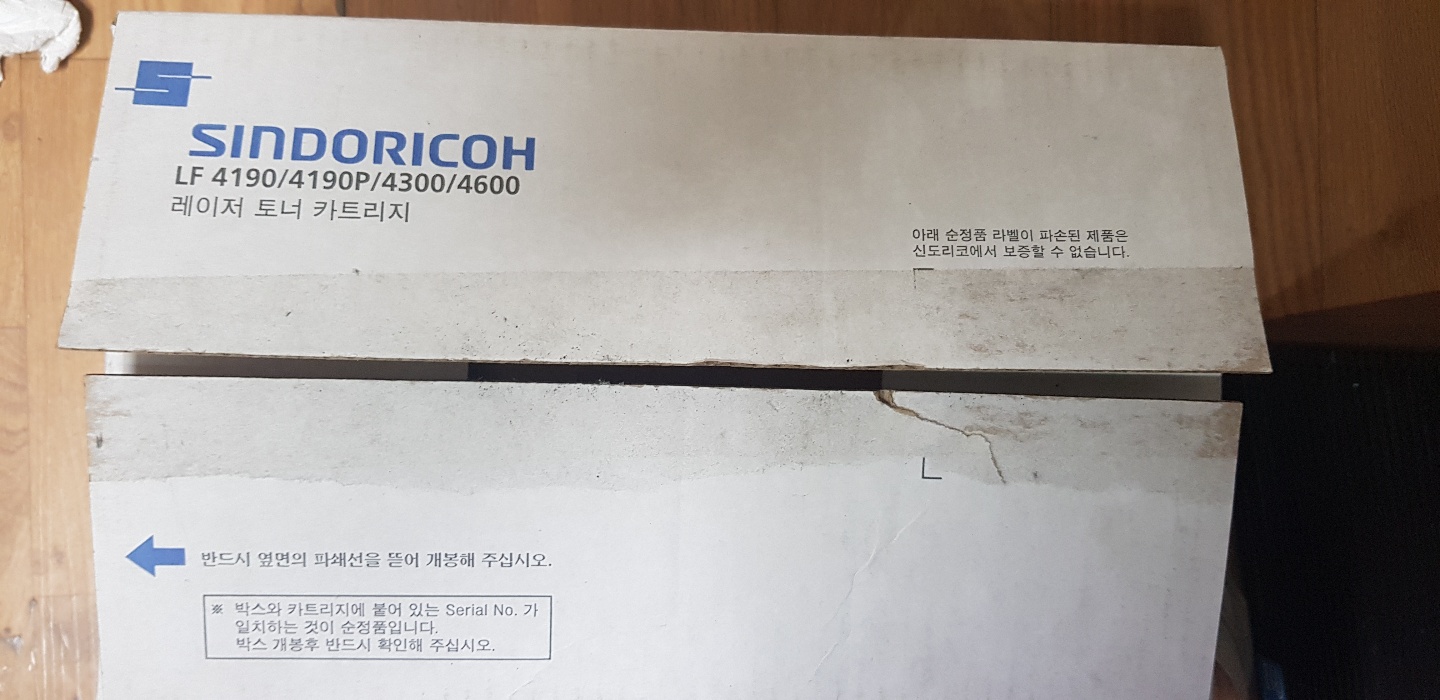 SINDORICOH
LF 4190/4190P/4300/4600
레이저 토너 카트리지
아래 순정품 라벨이 파손된 제품은
신도리코에서 보증할 수 없습니다.
반드시 옆면의 파쇄선을 뜯어 개봉해 주십시오.
※ 박스와 카트리지에 붙어 있는 Serial No. 가
일치하는 것이 순정품입니다.
박스 개봉후 반드시 확인해 주십시오.